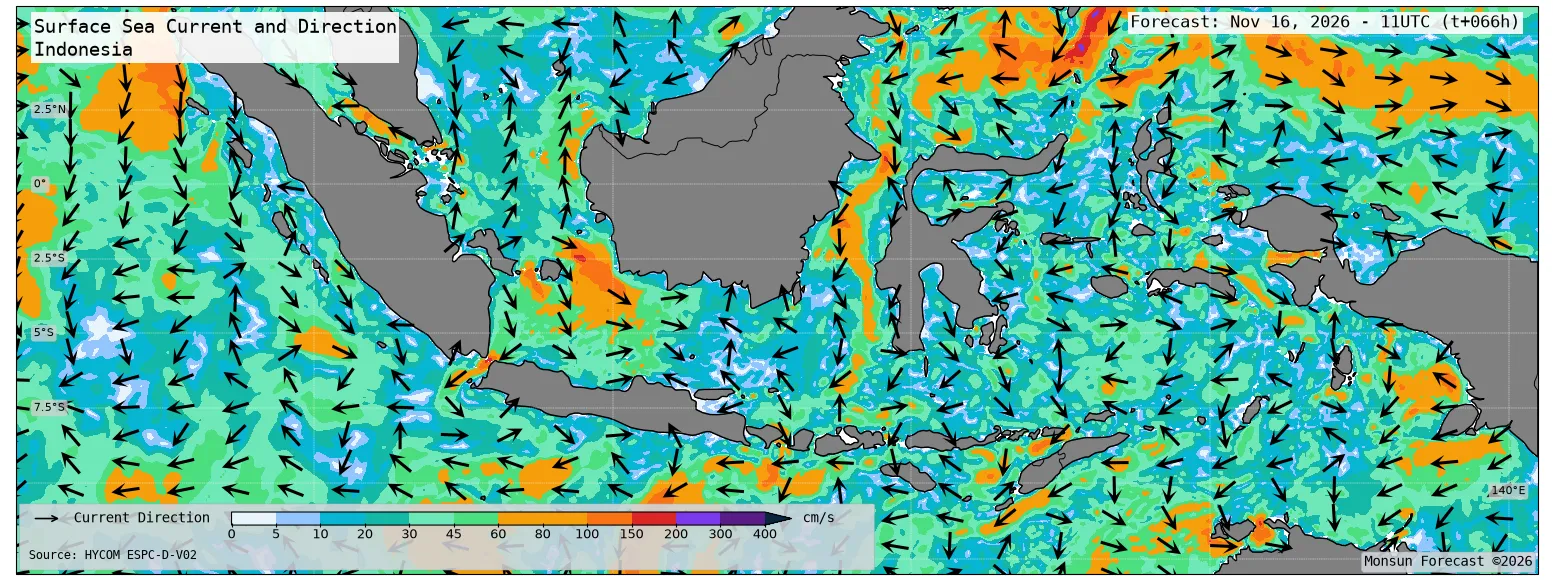 Surface Sea Current and Direction
Indonesia
Forecast: Nov 16, 2026 - 11UTC (t+066h)
2.5°N
0°
2.5°S
5°S
7.5°S
140°E
Current Direction
0 5 10 20 30 45 60 80 100 150 200 300 400 cm/s
Source: HYCOM ESPC-D-V02
Monsun Forecast ©2026